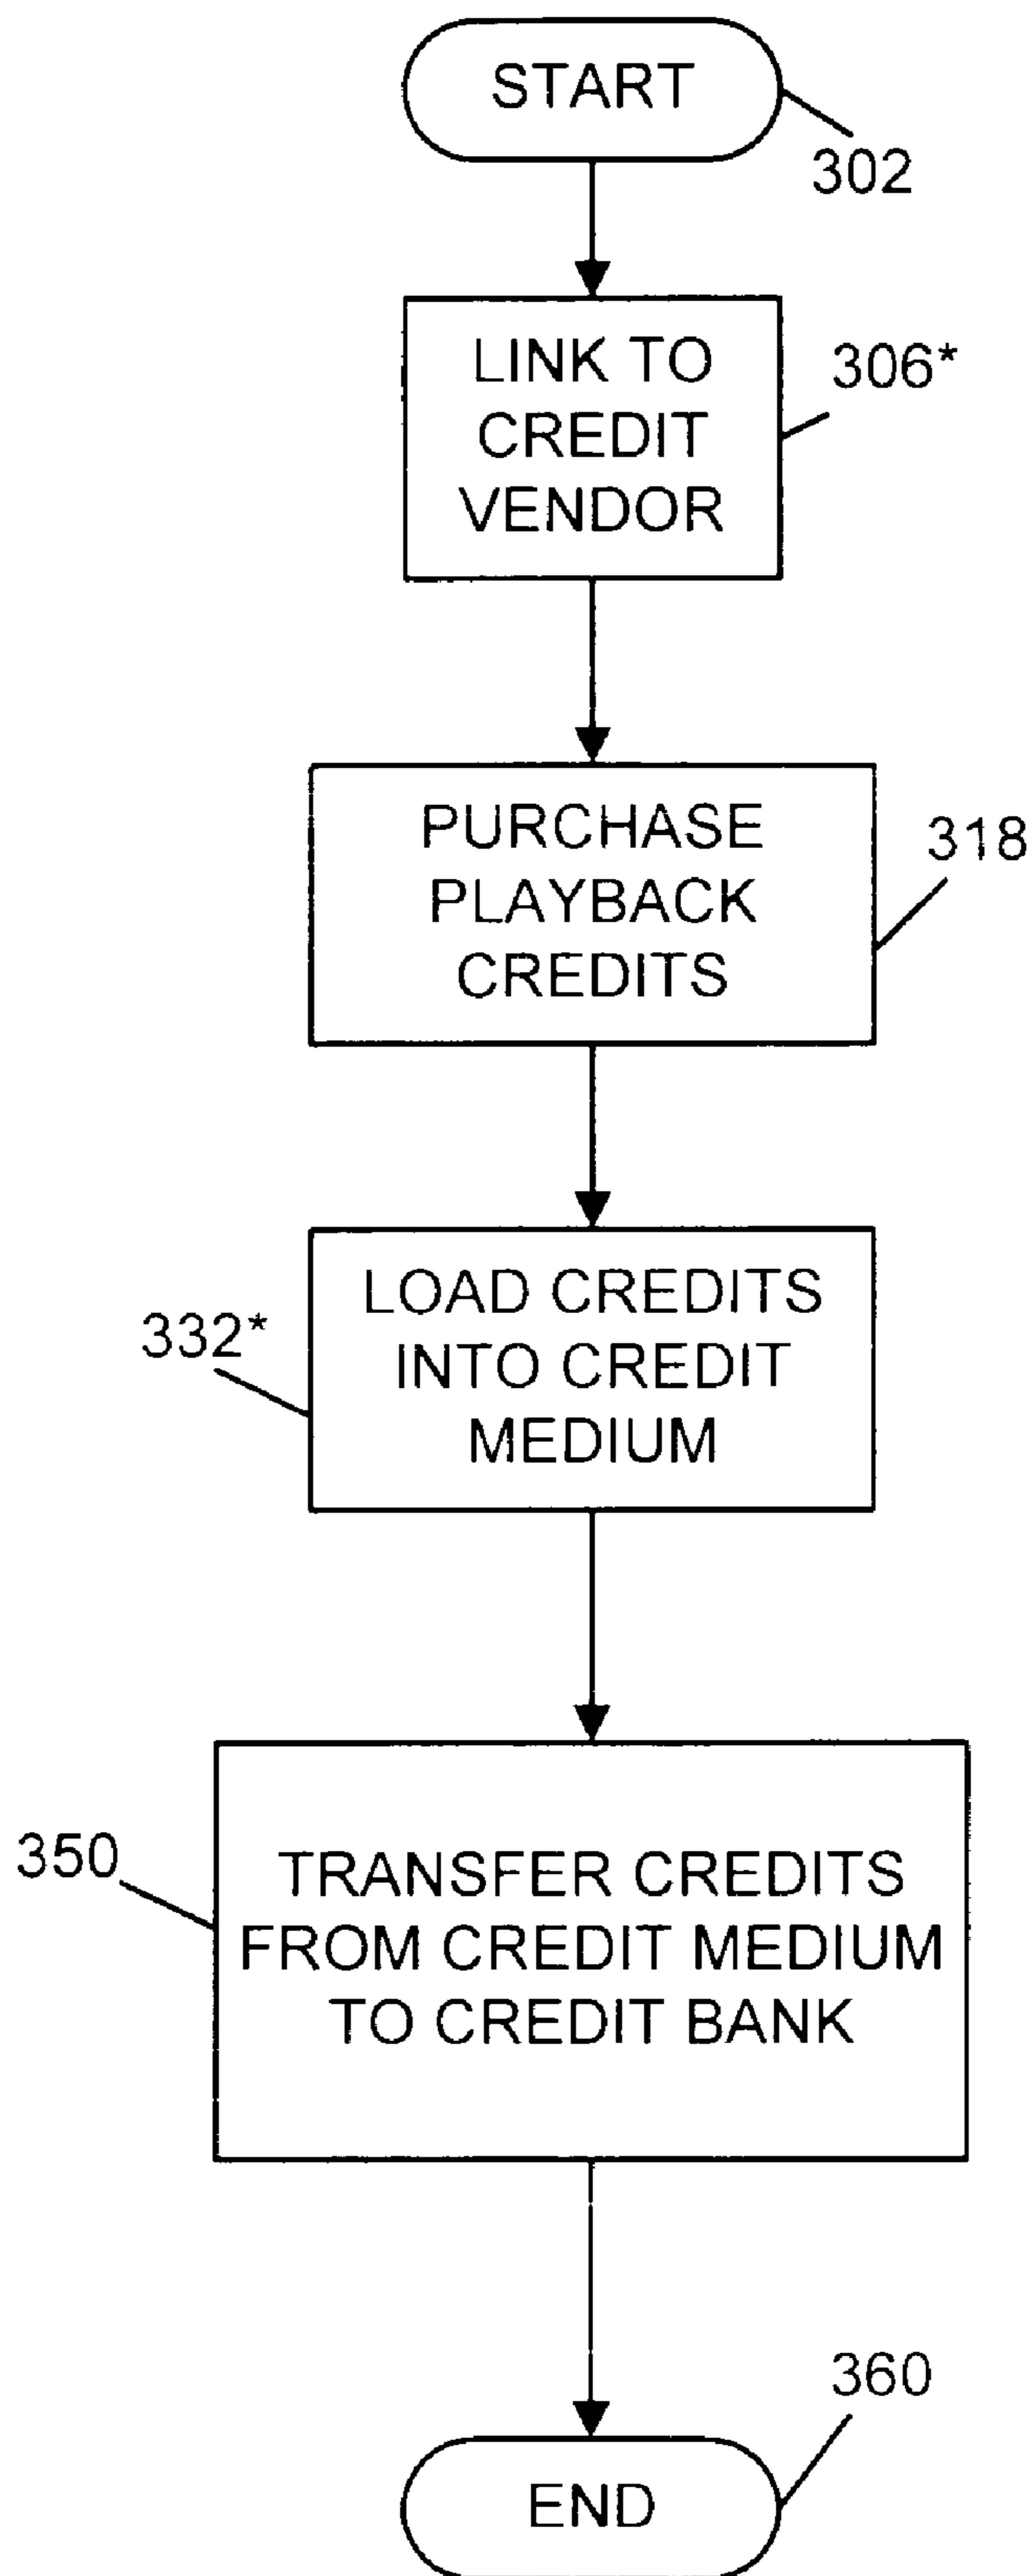 START
302
LINK TO
CREDIT
VENDOR
306*
PURCHASE
PLAYBACK
CREDITS
318
LOAD CREDITS
INTO CREDIT
MEDIUM
332*
TRANSFER CREDITS
FROM CREDIT MEDIUM
TO CREDIT BANK
350
360
END